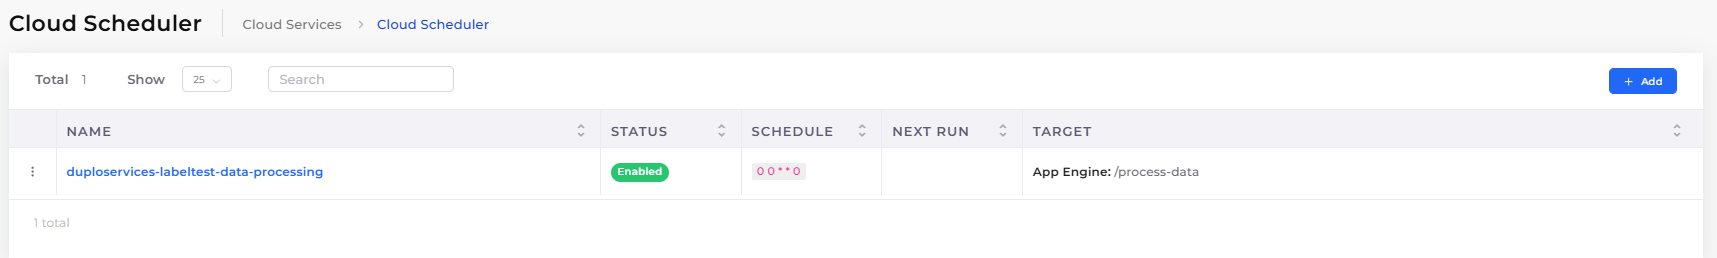 Cloud Scheduler Cloud Services > Cloud Scheduler
Total 1 Show 25 Search + Add
NAME STATUS SCHEDULE NEXT RUN TARGET
duploservices-labeltest-data-processing Enabled 0 0 * * 0 App Engine: /process-data
1 total